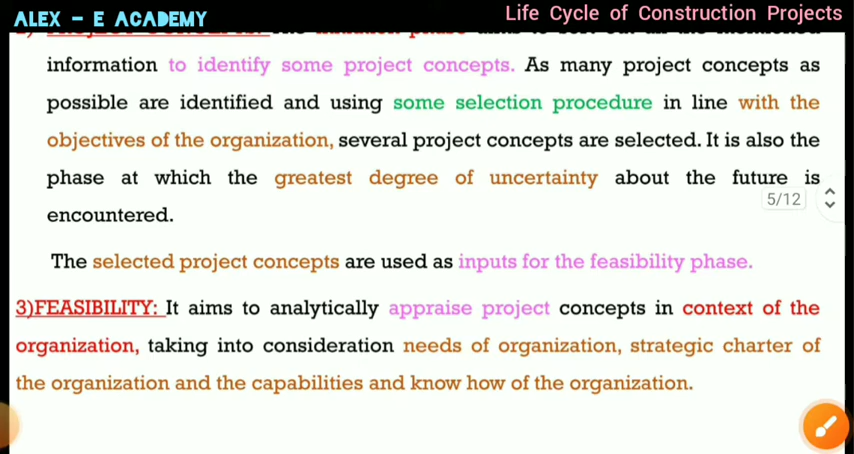 ALEX - E ACADEMY
Life Cycle of Construction Projects
information to identify some project concepts. As many project concepts as
possible are identified and using some selection procedure in line with the
objectives of the organization, several project concepts are selected. It is also the
phase at which the greatest degree of uncertainty about the future is
5/12
encountered.
The selected project concepts are used as inputs for the feasibility phase.
3)FEASIBILITY: It aims to analytically appraise project concepts in context of the
organization, taking into consideration needs of organization, strategic charter of
the organization and the capabilities and know how of the organization.